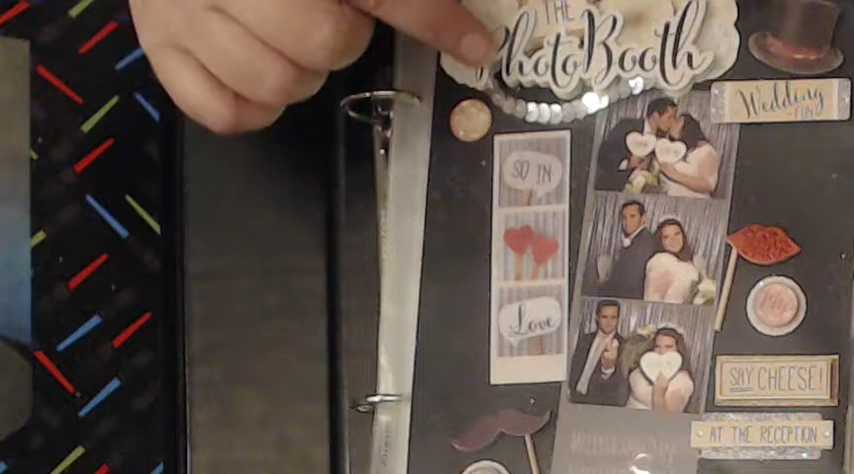 THE
PhotoBooth
Wedding
SO IN
Love
SAY CHEESE!
AT THE RECEPTION